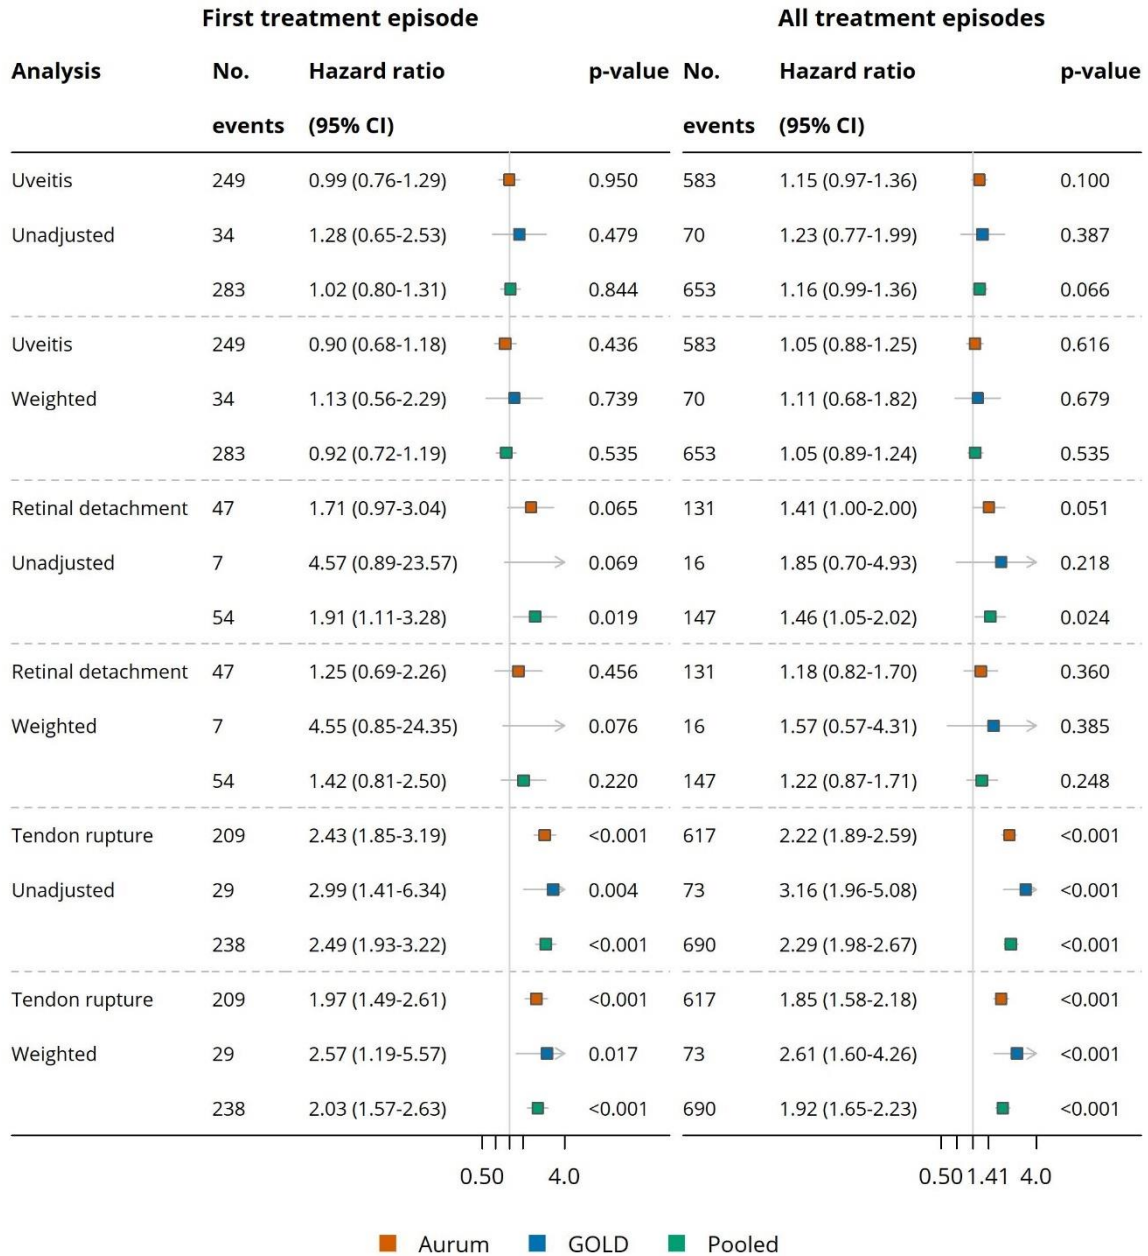 First treatment episode All treatment episodes
Analysis No. Hazard ratio p-value No. Hazard ratio p-value
events (95% CI) events (95% CI)
Uveitis 249 0.99 (0.76-1.29) 0.950 583 1.15 (0.97-1.36) 0.100
Unadjusted 34 1.28 (0.65-2.53) 0.479 70 1.23 (0.77-1.99) 0.387
283 1.02 (0.80-1.31) 0.844 653 1.16 (0.99-1.36) 0.066
Uveitis 249 0.90 (0.68-1.18) 0.436 583 1.05 (0.88-1.25) 0.616
Weighted 34 1.13 (0.56-2.29) 0.739 70 1.11 (0.68-1.82) 0.679
283 0.92 (0.72-1.19) 0.535 653 1.05 (0.89-1.24) 0.535
Retinal detachment 47 1.71 (0.97-3.04) 0.065 131 1.41 (1.00-2.00) 0.051
Unadjusted 7 4.57 (0.89-23.57) 0.069 16 1.85 (0.70-4.93) 0.218
54 1.91 (1.11-3.28) 0.019 147 1.46 (1.05-2.02) 0.024
Retinal detachment 47 1.25 (0.69-2.26) 0.456 131 1.18 (0.82-1.70) 0.360
Weighted 7 4.55 (0.85-24.35) 0.076 16 1.57 (0.57-4.31) 0.385
54 1.42 (0.81-2.50) 0.220 147 1.22 (0.87-1.71) 0.248
Tendon rupture 209 2.43 (1.85-3.19) <0.001 617 2.22 (1.89-2.59) <0.001
Unadjusted 29 2.99 (1.41-6.34) 0.004 73 3.16 (1.96-5.08) <0.001
238 2.49 (1.93-3.22) <0.001 690 2.29 (1.98-2.67) <0.001
Tendon rupture 209 1.97 (1.49-2.61) <0.001 617 1.85 (1.58-2.18) <0.001
Weighted 29 2.57 (1.19-5.57) 0.017 73 2.61 (1.60-4.26) <0.001
238 2.03 (1.57-2.63) <0.001 690 1.92 (1.65-2.23) <0.001
0.50 4.0 0.50 1.41 4.0
Aurum GOLD Pooled